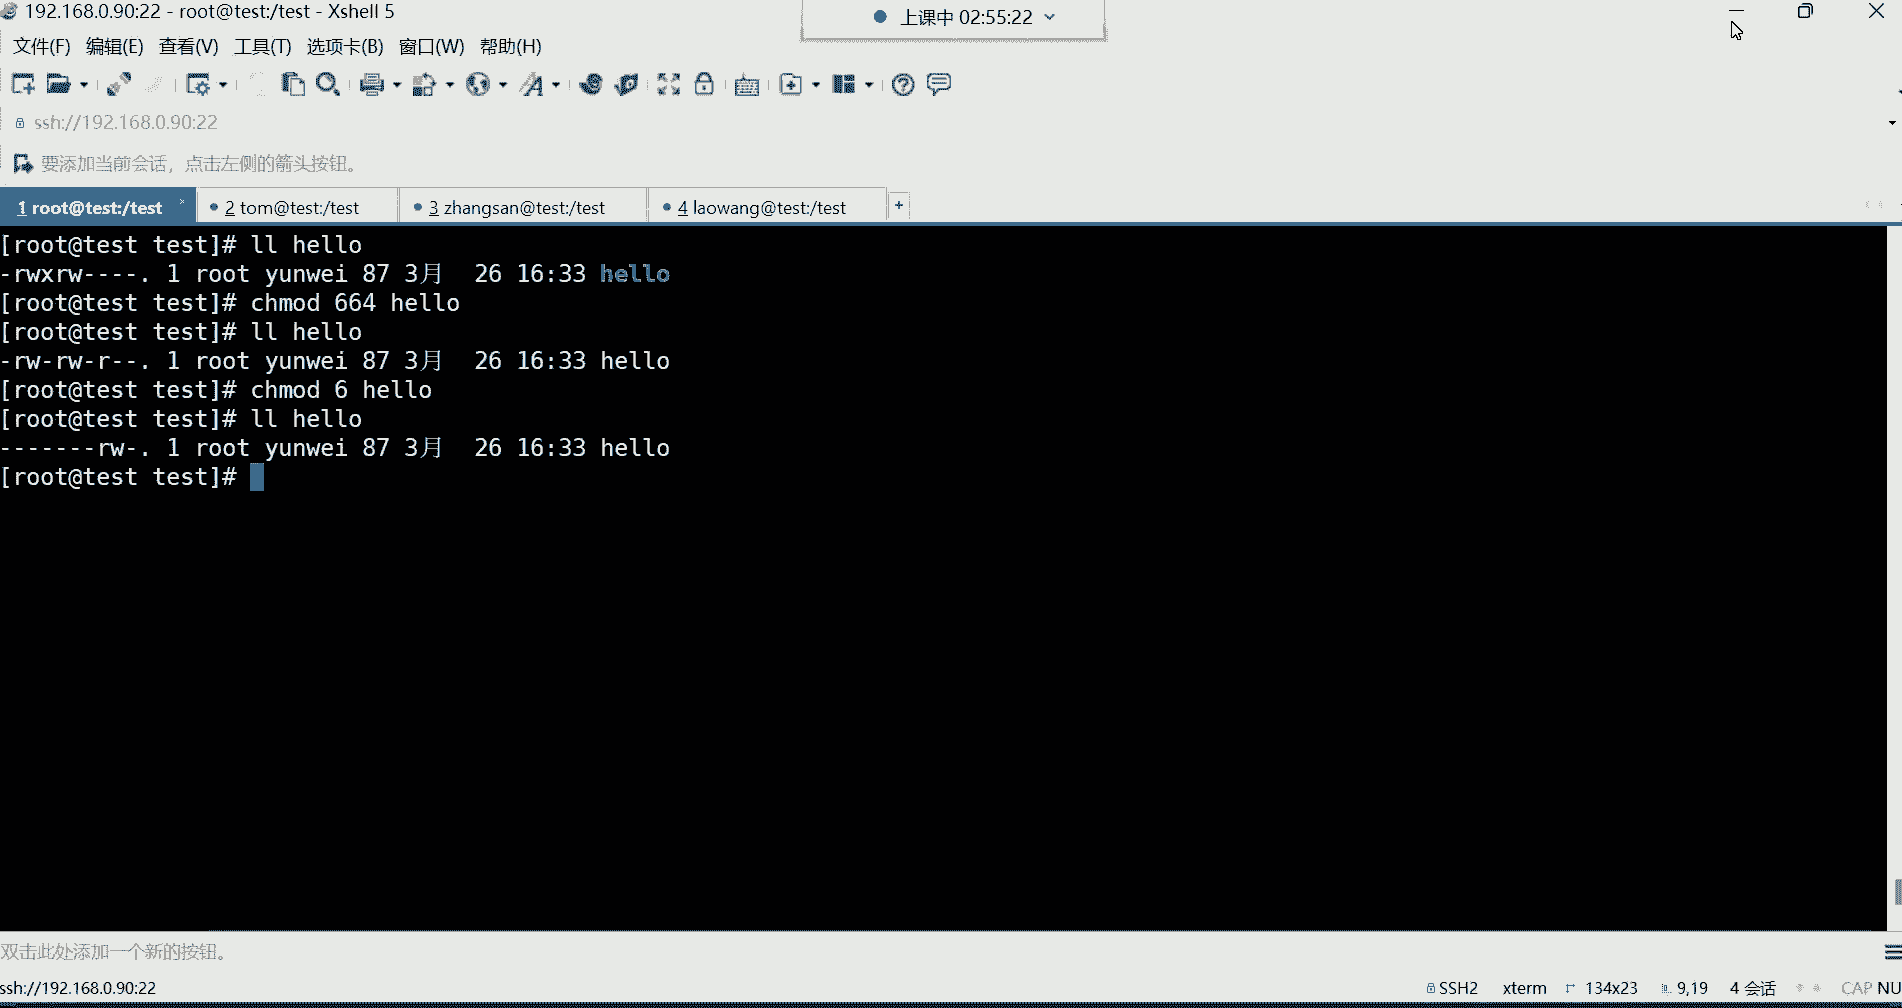 192.168.0.90:22 - root@test:/test - Xshell 5
上课中 02:55:22
文件(F) 编辑(E) 查看(V) 工具(T) 选项卡(B) 窗口(W) 帮助(H)
ssh://192.168.0.90:22
要添加当前会话，点击左侧的箭头按钮。
1 root@test:/test × 2 tom@test:/test 3 zhangsan@test:/test 4 laowang@test:/test +
[root@test test]# ll hello
-rwxrw----. 1 root yunwei 87 3月  26 16:33 hello
[root@test test]# chmod 664 hello
[root@test test]# ll hello
-rw-rw-r--. 1 root yunwei 87 3月  26 16:33 hello
[root@test test]# chmod 6 hello
[root@test test]# ll hello
-------rw-. 1 root yunwei 87 3月  26 16:33 hello
[root@test test]#
双击此处添加一个新的按钮。
ssh://192.168.0.90:22 SSH2 xterm 134x23 9,19 4 会话 CAP NU